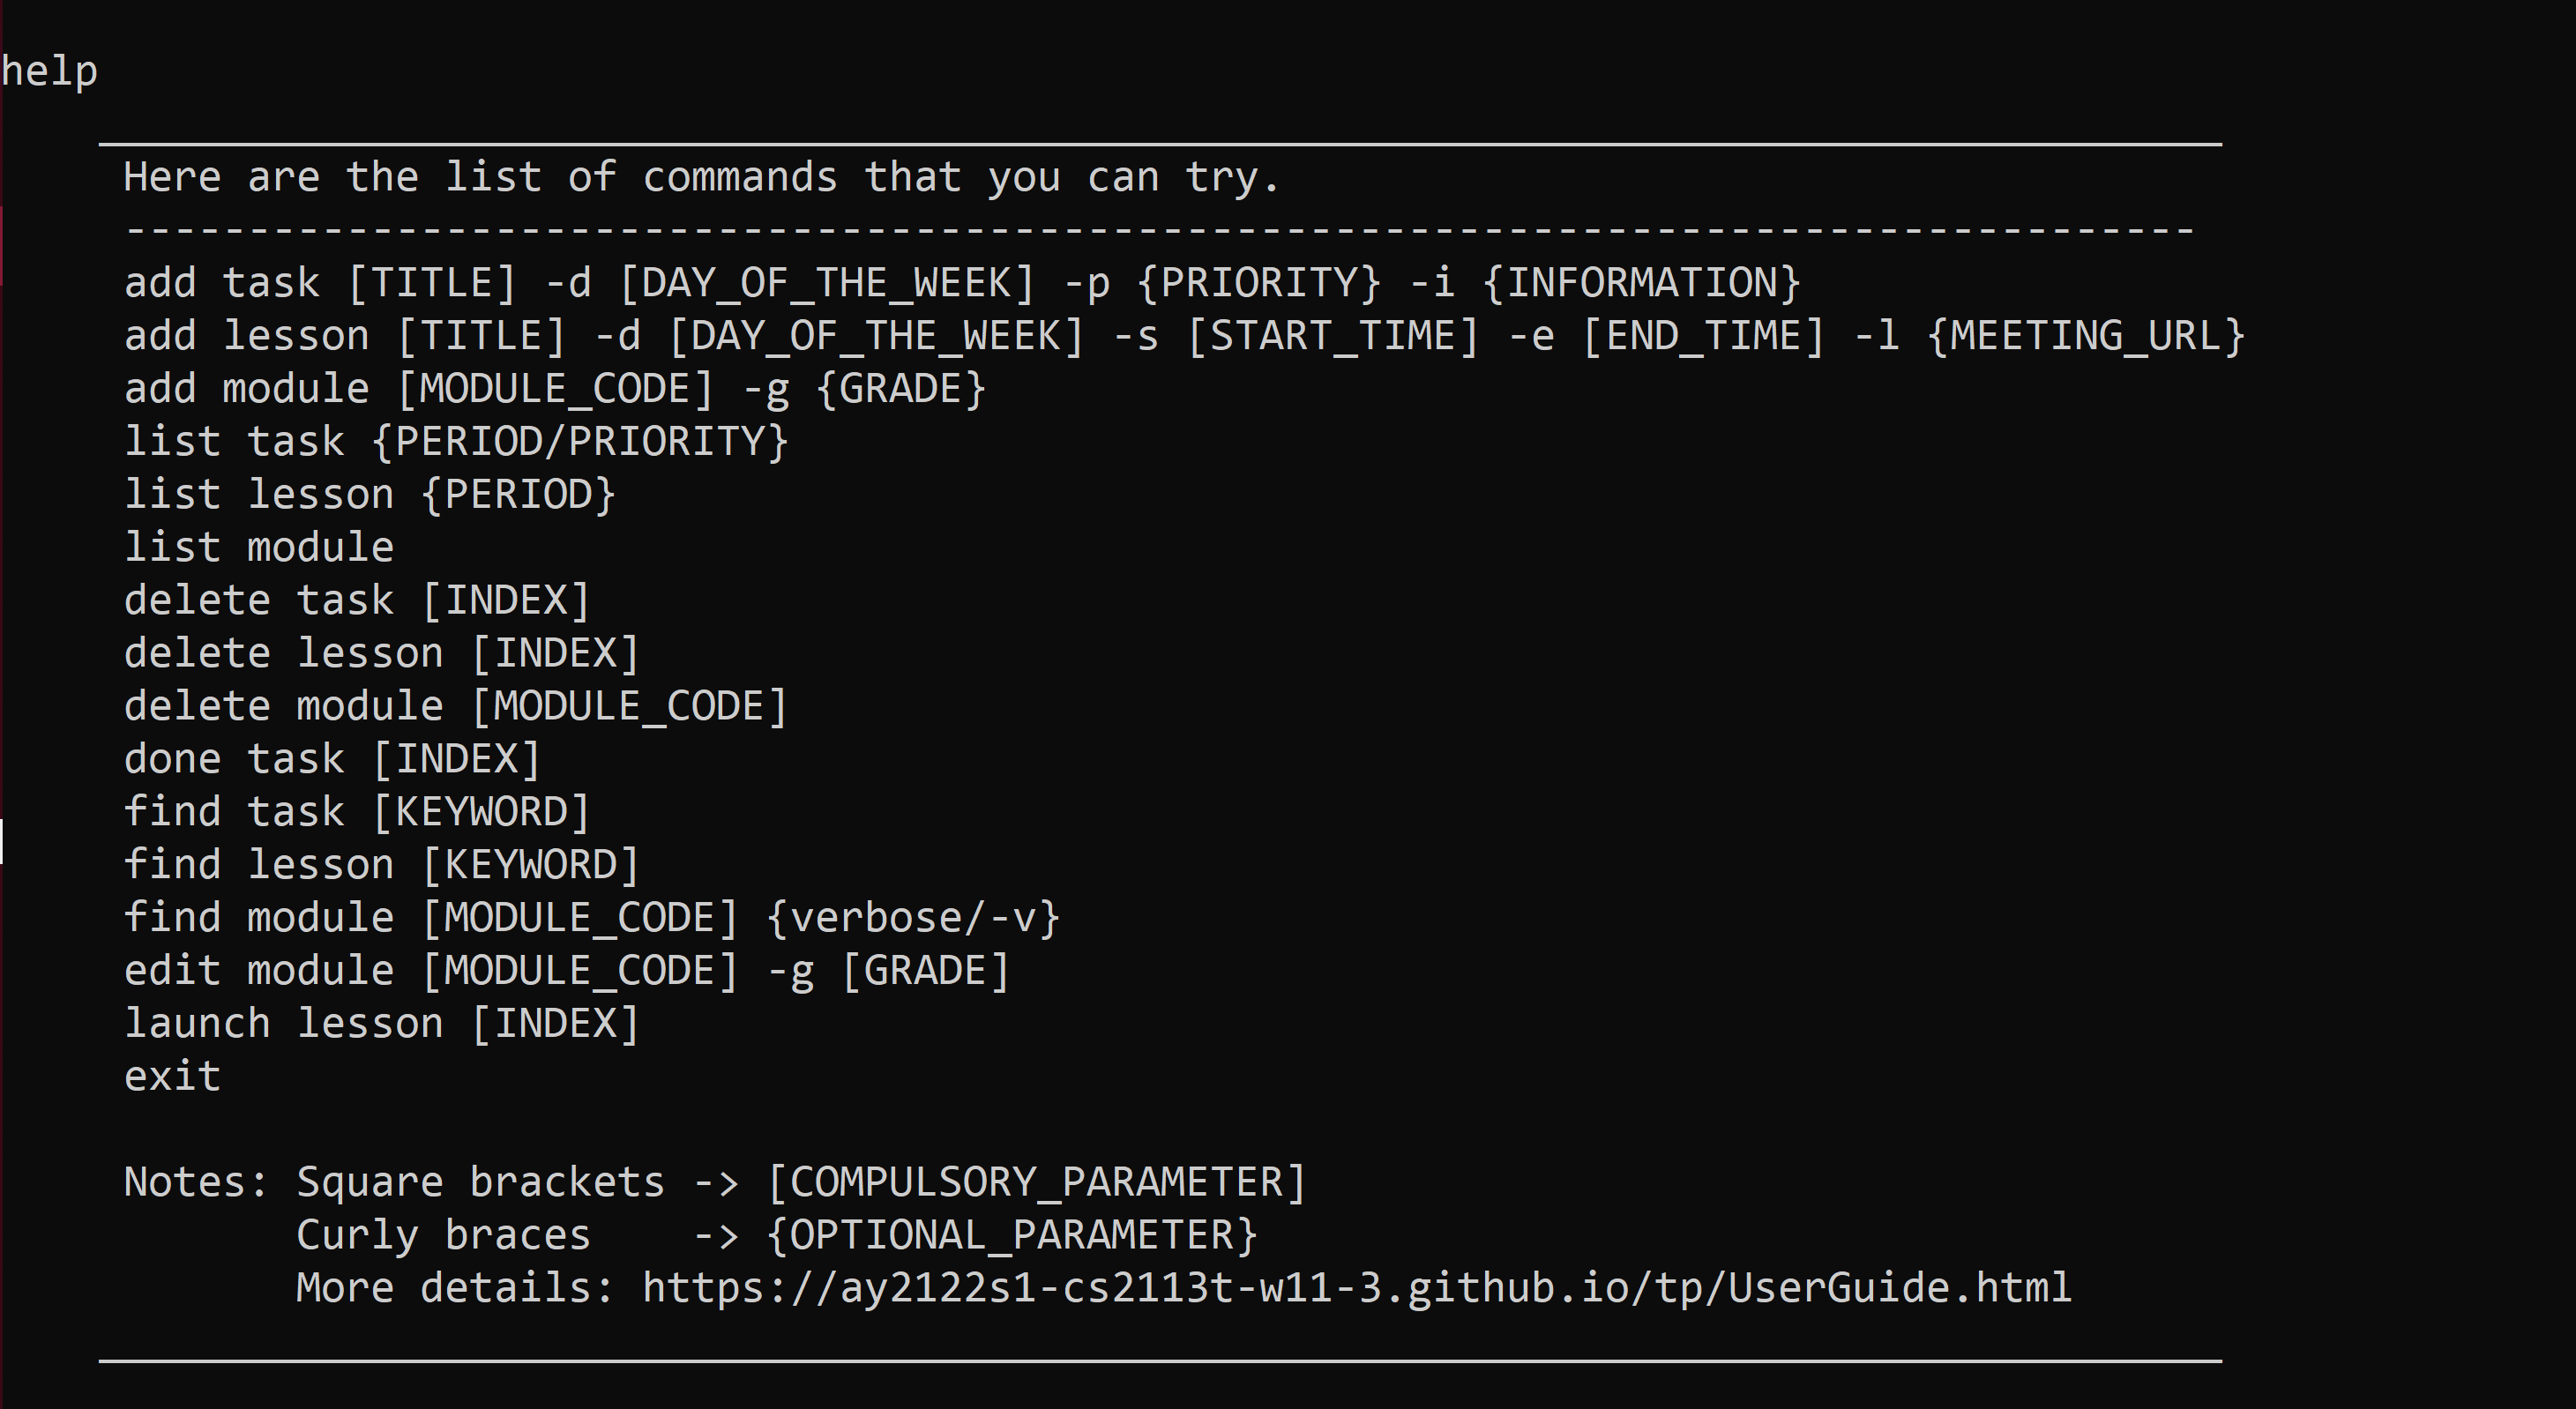 help
Here are the list of commands that you can try.
-------------------------------------------------------------------------------------
add task [TITLE] -d [DAY_OF_THE_WEEK] -p {PRIORITY} -i {INFORMATION}
add lesson [TITLE] -d [DAY_OF_THE_WEEK] -s [START_TIME] -e [END_TIME] -l {MEETING_URL}
add module [MODULE_CODE] -g {GRADE}
list task {PERIOD/PRIORITY}
list lesson {PERIOD}
list module
delete task [INDEX]
delete lesson [INDEX]
delete module [MODULE_CODE]
done task [INDEX]
find task [KEYWORD]
find lesson [KEYWORD]
find module [MODULE_CODE] {verbose/-v}
edit module [MODULE_CODE] -g [GRADE]
launch lesson [INDEX]
exit
Notes: Square brackets -> [COMPULSORY_PARAMETER]
Curly braces    -> {OPTIONAL_PARAMETER}
More details: https://ay2122s1-cs2113t-w11-3.github.io/tp/UserGuide.html